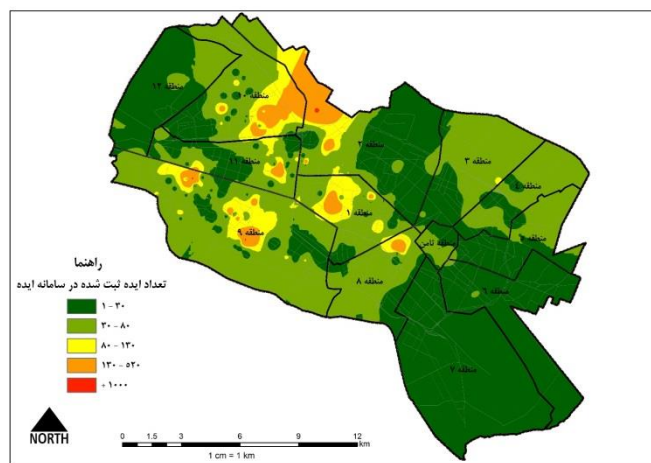 منطقه ۱۲
منطقه ۱۰
منطقه ۲
منطقه ۳
منطقه ۴
منطقه ۱۱
منطقه ۱
منطقه ۹
منطقه ثامن
منطقه ۸
منطقه ۶
منطقه ۷
راهنما
تعداد ایده ثبت شده در سامانه ایده
۱ - ۳۰
۳۰ - ۸۰
۸۰ - ۱۳۰
۱۳۰ - ۵۲۰
۱۰۰۰ +
NORTH
0 1.5 3 6 9 12
km
1 cm = 1 km